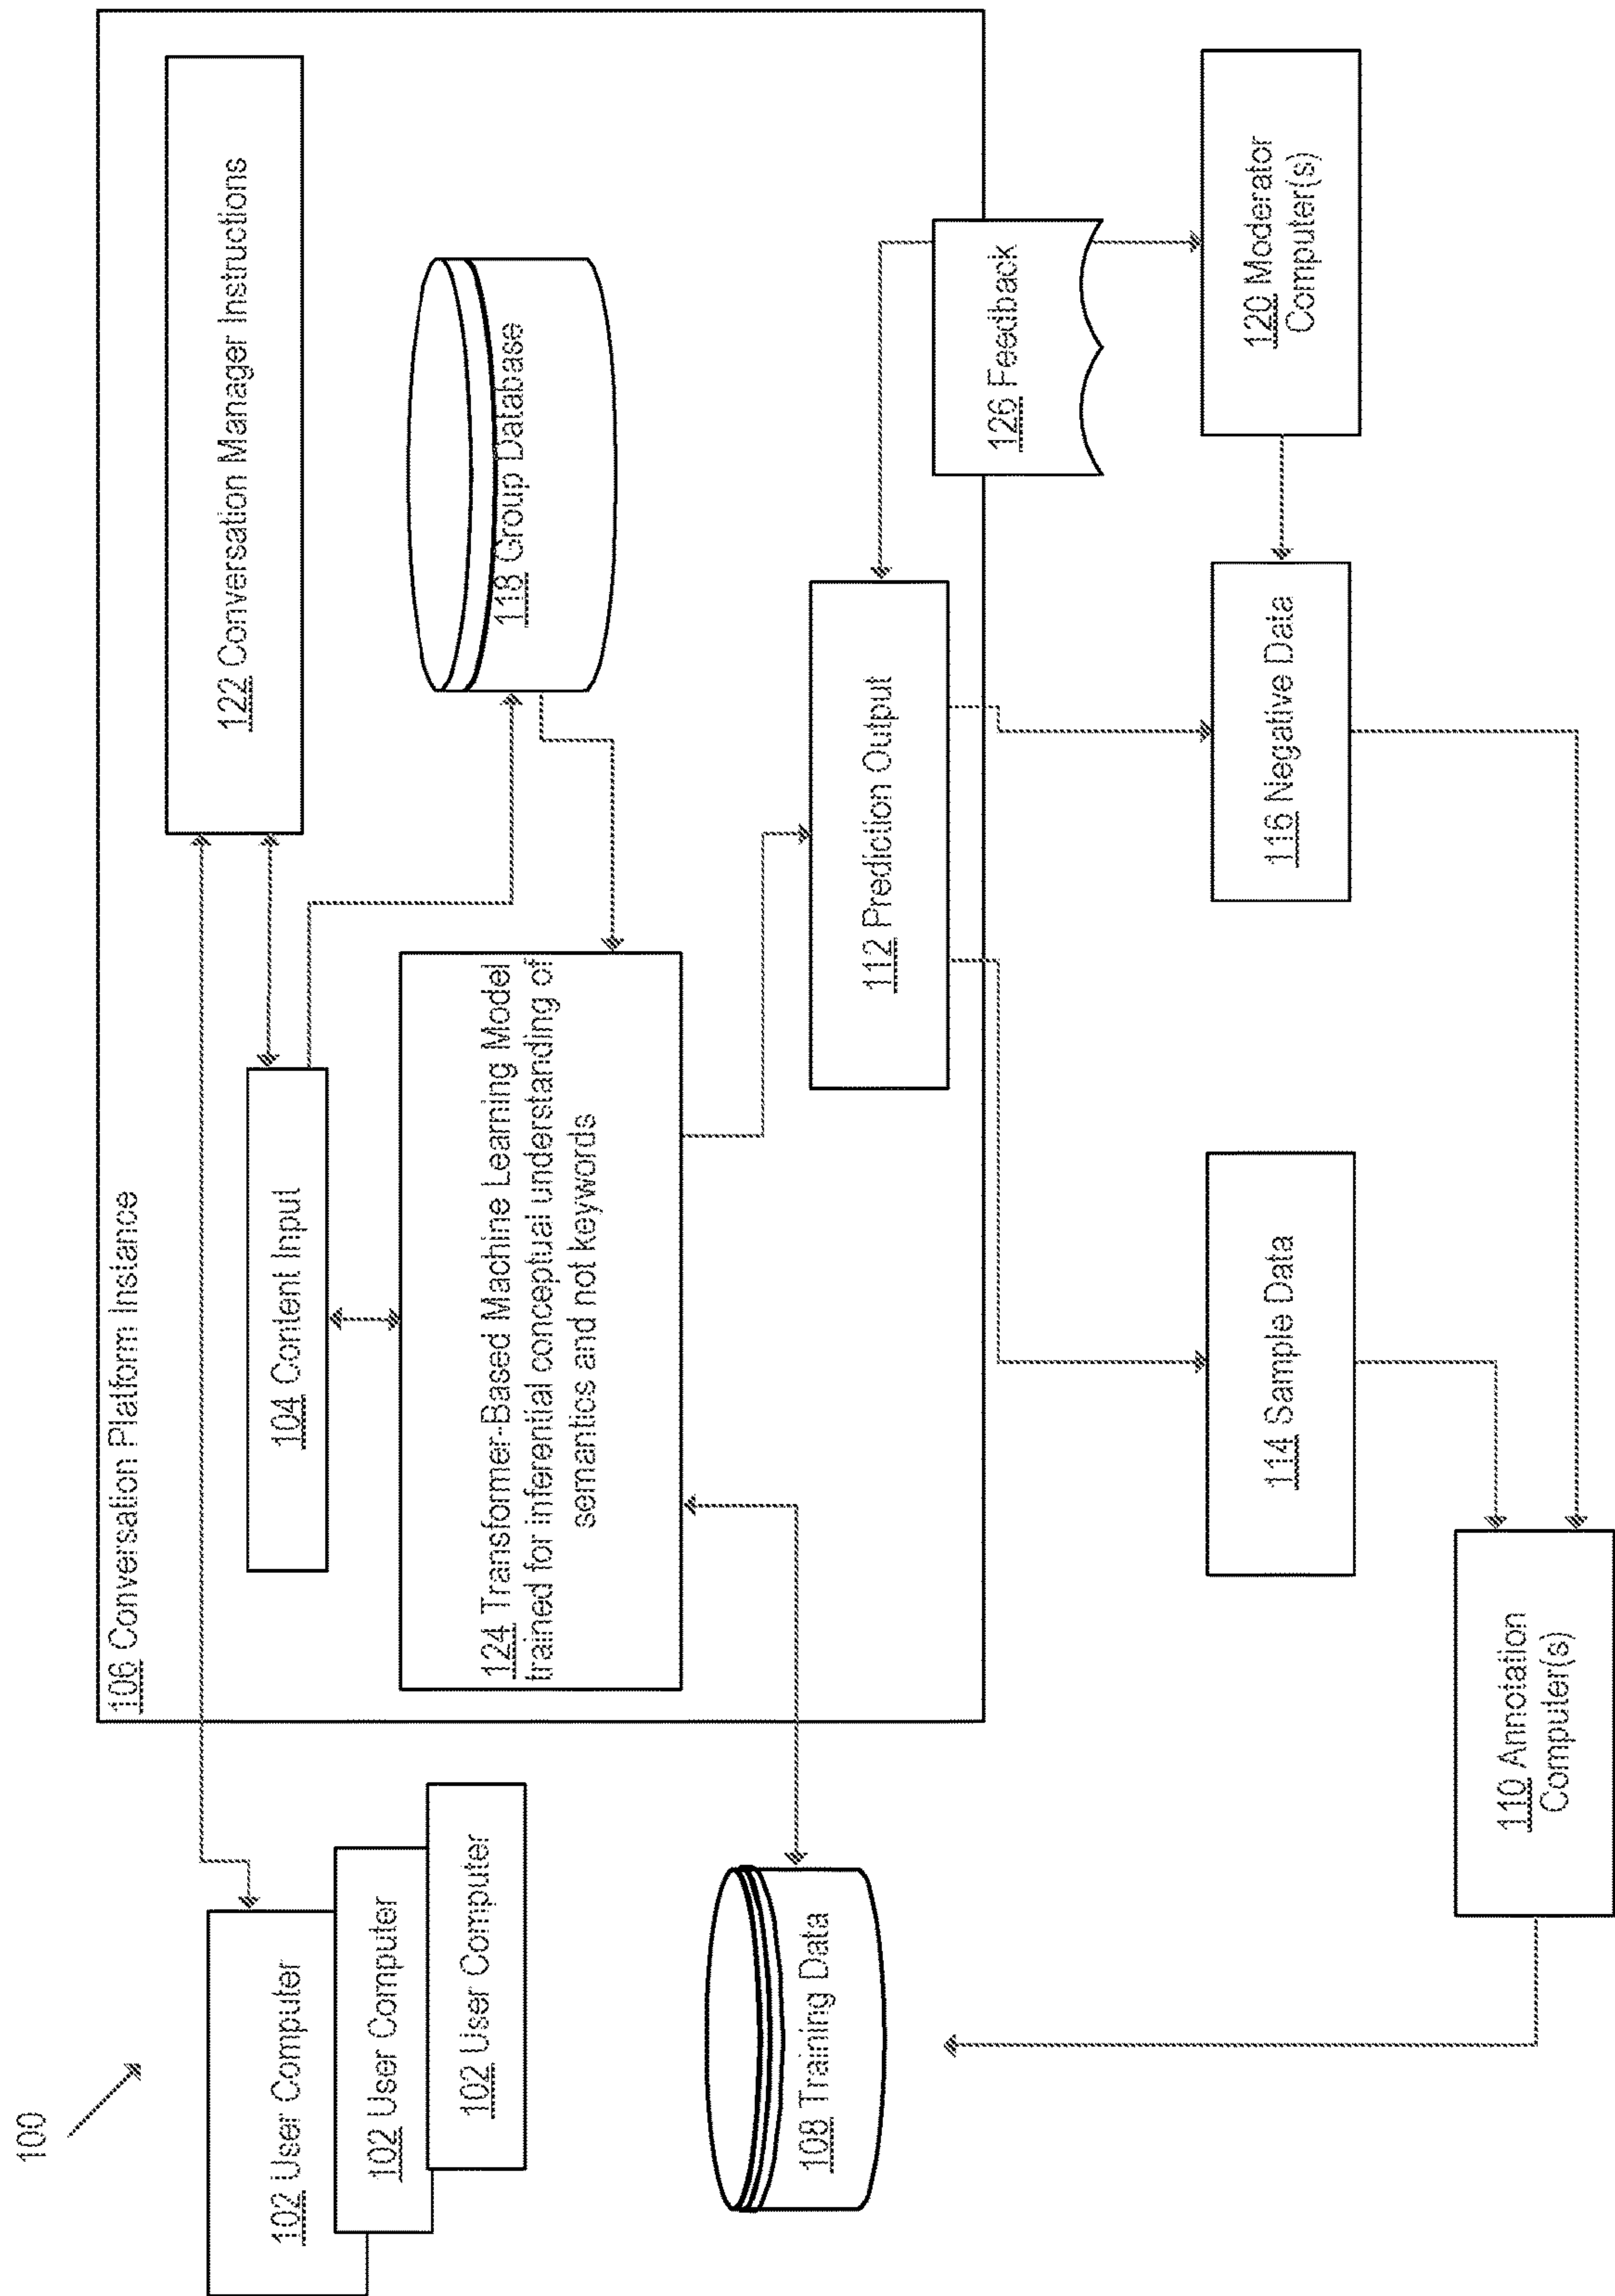 100
102 User Computer
102 User Computer
102 User Computer
106 Conversation Platform Instance
122 Conversation Manager Instructions
104 Content Input
118 Group Database
124 Transformer-Based Machine Learning Model
trained for inferential conceptual understanding of
semantics and not keywords
108 Training Data
112 Prediction Output
126 Feedback
114 Sample Data
116 Negative Data
120 Moderator
Computer(s)
110 Annotation
Computer(s)